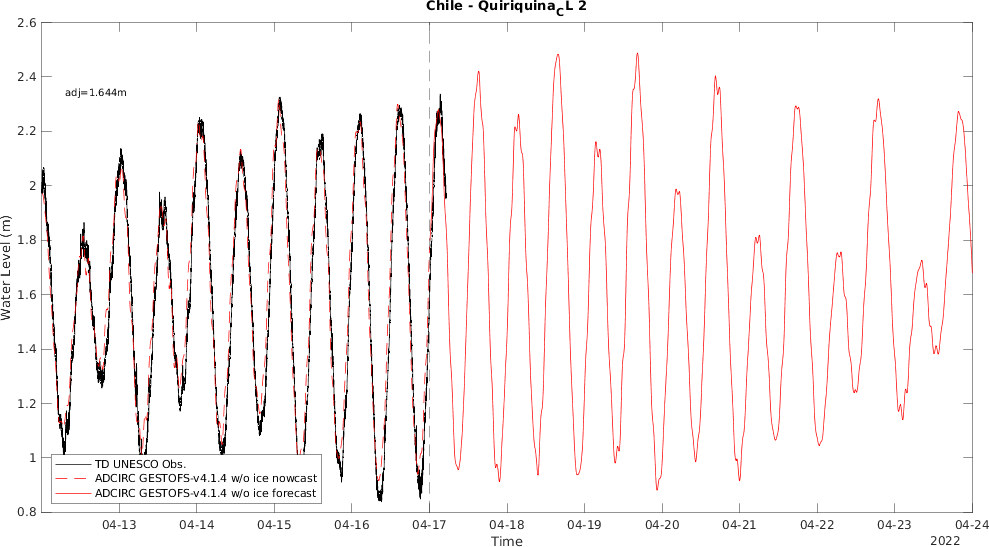 Chile - Quiriquina_CL 2
2.6
2.4
adj=1.644m
2.2
2
1.8
Water Level (m)
1.6
1.4
1.2
1
TD UNESCO Obs.
ADCIRC GESTOFS-v4.1.4 w/o ice nowcast
ADCIRC GESTOFS-v4.1.4 w/o ice forecast
0.8
04-13 04-14 04-15 04-16 04-17 04-18 04-19 04-20 04-21 04-22 04-23 04-24
Time
2022